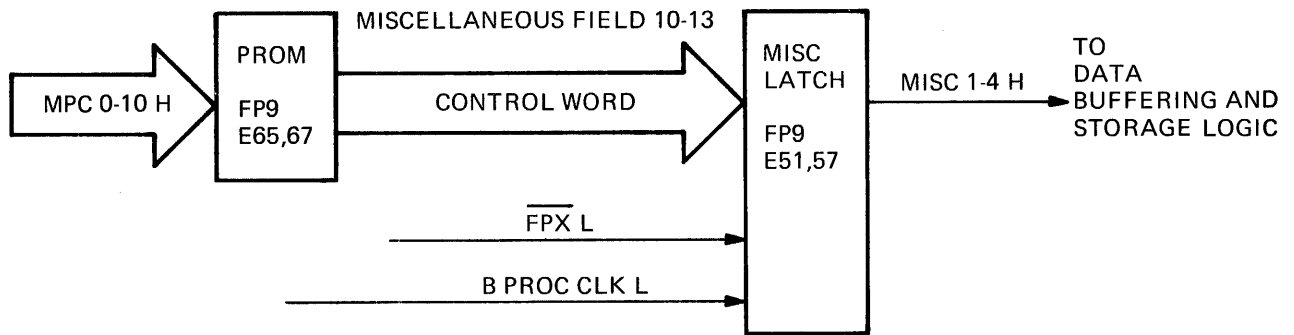 MISCELLANEOUS FIELD 10-13
MPC 0-10 H
PROM
FP9
E65,67
CONTROL WORD
MISC
LATCH
FP9
E51,57
MISC 1-4 H
TO
DATA
BUFFERING AND
STORAGE LOGIC
FPX L
B PROC CLK L